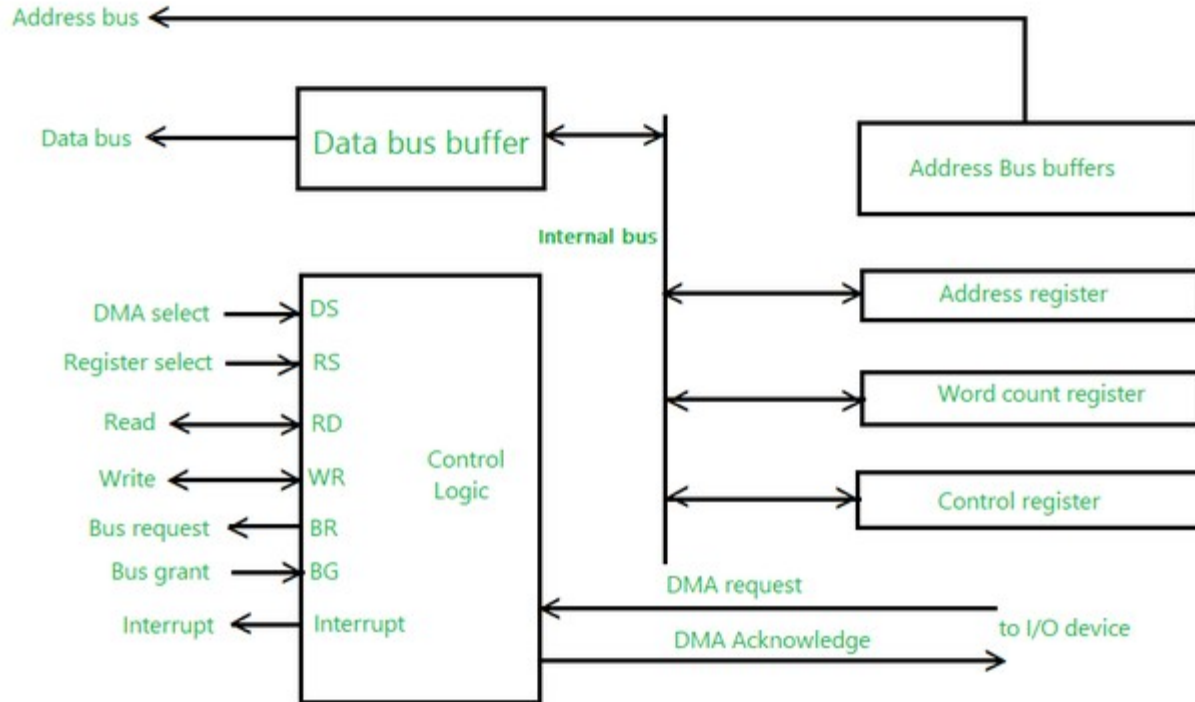 Address bus
Data bus
Data bus buffer
Address Bus buffers
Internal bus
DMA select
DS
Address register
Register select
RS
Read
RD
Word count register
Write
WR
Control
Logic
Control register
Bus request
BR
Bus grant
BG
DMA request
Interrupt
Interrupt
to I/O device
DMA Acknowledge